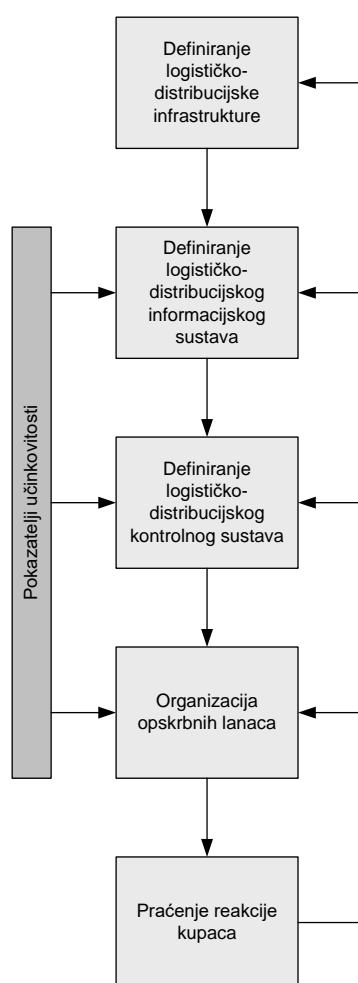 Definiranje
logističko-
distribucijske
infrastrukture
Definiranje
logističko-
distribucijskog
informacijskog
sustava
Pokazatelji učinkovitosti
Definiranje
logističko-
distribucijskog
kontrolnog sustava
Organizacija
opskrbnih lanaca
Praćenje reakcije
kupaca